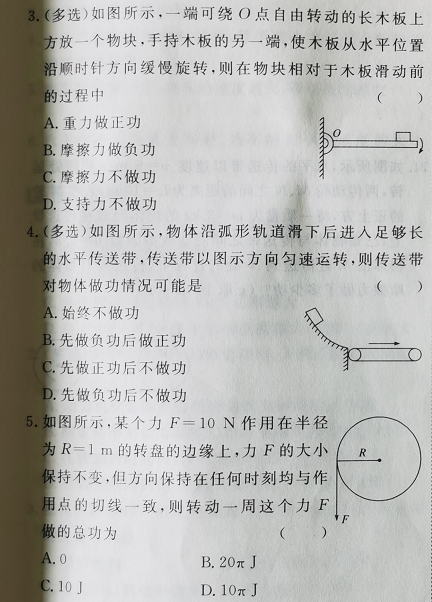 3.(多选)如图所示,一端可绕O点自由转动的长木板上
方放一个物块,手持木板的另一端,使木板从水平位置
沿顺时针方向缓慢旋转,则在物块相对于木板滑动前
的过程中 ( )
A.重力做正功
B.摩擦力做负功
C.摩擦力不做功
D.支持力不做功
O
4.(多选)如图所示,物体沿弧形轨道滑下后进入足够长
的水平传送带,传送带以图示方向匀速运转,则传送带
对物体做功情况可能是 ( )
A.始终不做功
B.先做负功后做正功
C.先做正功后不做功
D.先做负功后不做功
5.如图所示,某个力F=10 N作用在半径
为R=1 m的转盘的边缘上,力F的大小
保持不变,但方向保持在任何时刻均与作
用点的切线一致,则转动一周这个力F
做的总功为 ( )
A.0 B.20π J
C.10 J D.10π J
R
F